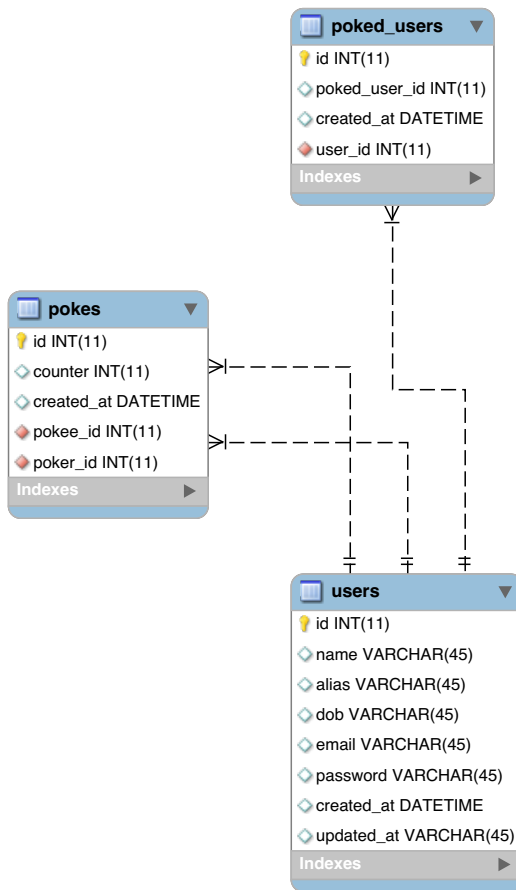 poked_users
id INT(11)
poked_user_id INT(11)
created_at DATETIME
user_id INT(11)
Indexes
pokes
id INT(11)
counter INT(11)
created_at DATETIME
pokee_id INT(11)
poker_id INT(11)
Indexes
users
id INT(11)
name VARCHAR(45)
alias VARCHAR(45)
dob VARCHAR(45)
email VARCHAR(45)
password VARCHAR(45)
created_at DATETIME
updated_at VARCHAR(45)
Indexes